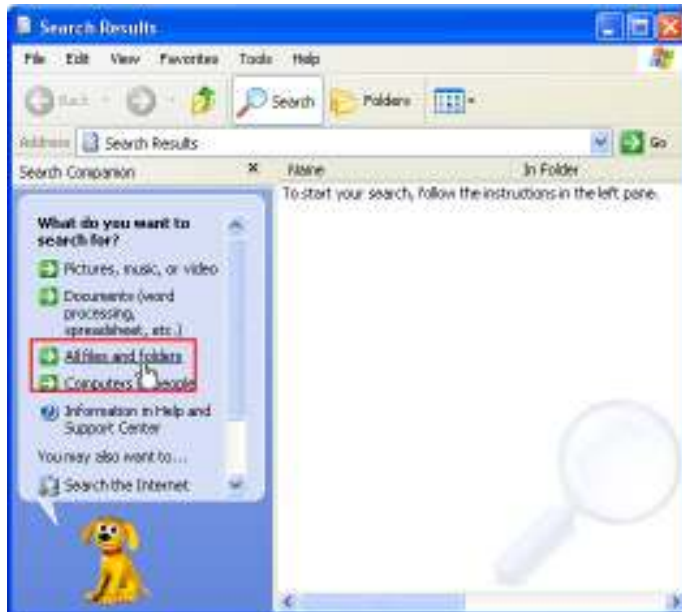 Search Results
File Edit View Favorites Tools Help
Back Search Folders
Address Search Results Go
Search Companion Name In Folder
To start your search, follow the instructions in the left pane.
What do you want to
search for?
Pictures, music, or video
Documents (word
processing,
spreadsheet, etc.)
All files and folders
Computers people
Information in Help and
Support Center
You may also want to...
Search the Internet